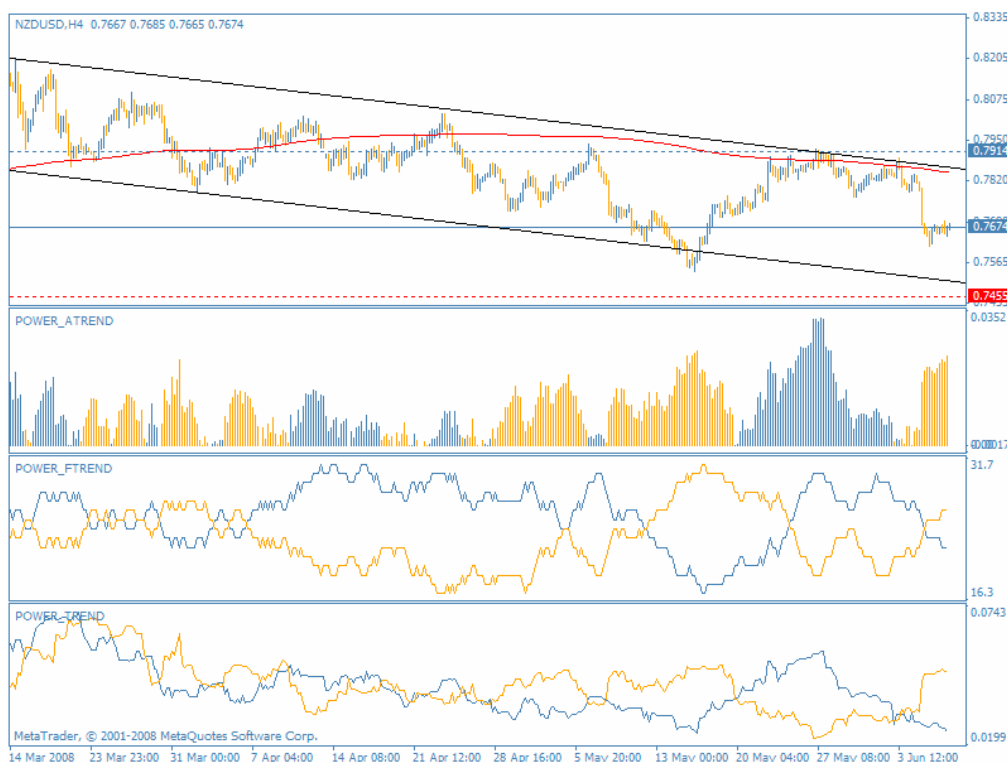 NZDUSD,H4 0.7667 0.7685 0.7665 0.7674
0.8335
0.8205
0.8075
0.7950
0.7914
0.7820
0.7674
0.7565
0.7455
POWER_ATREND
0.0352
POWER_FTREND
31.7
16.3
POWER_TREND
0.0743
MetaTrader, © 2001-2008 MetaQuotes Software Corp.
0.0199
14 Mar 2008 23 Mar 23:00 31 Mar 00:00 7 Apr 04:00 14 Apr 08:00 21 Apr 12:00 28 Apr 16:00 5 May 20:00 13 May 00:00 20 May 04:00 27 May 08:00 3 Jun 12:00